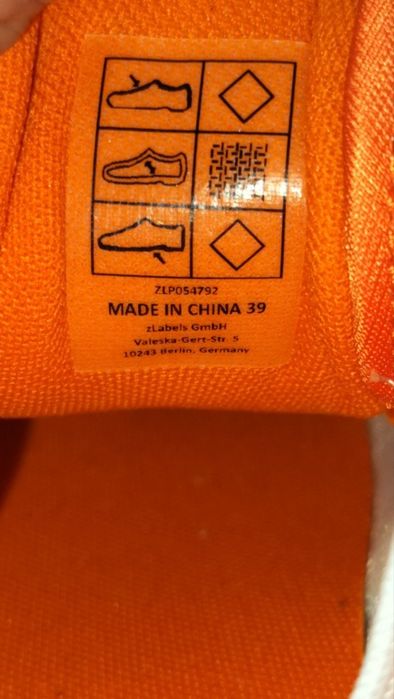 ZLP054792
MADE IN CHINA 39
zLabels GmbH
Valeska-Gert-Str. 5
10243 Berlin, Germany